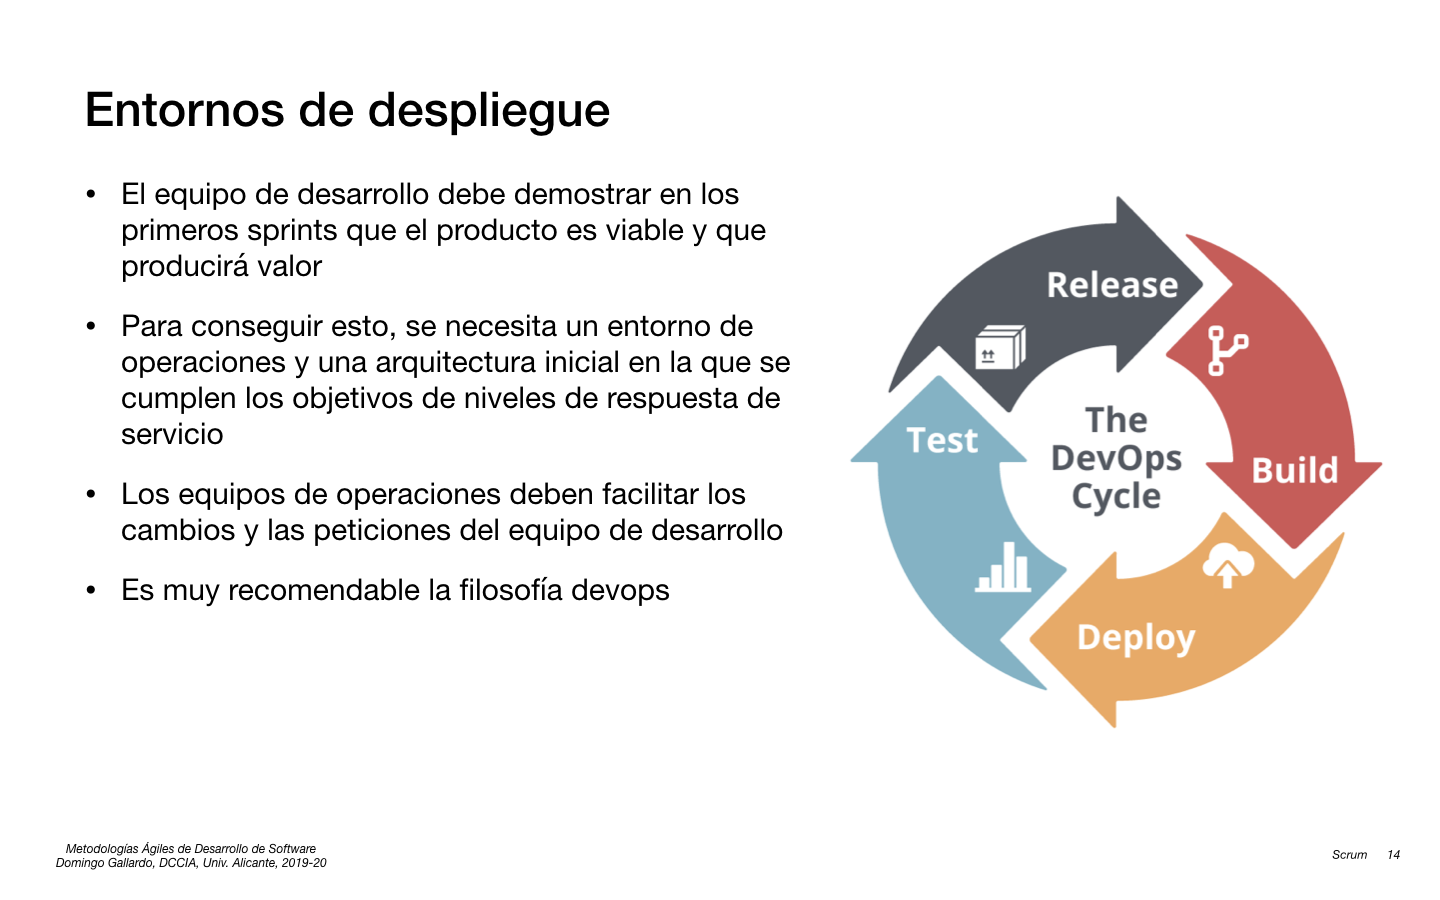 Entornos de despliegue
• El equipo de desarrollo debe demostrar en los
primeros sprints que el producto es viable y que
producirá valor
• Para conseguir esto, se necesita un entorno de
operaciones y una arquitectura inicial en la que se
cumplen los objetivos de niveles de respuesta de
servicio
• Los equipos de operaciones deben facilitar los
cambios y las peticiones del equipo de desarrollo
• Es muy recomendable la filosofía devops
Release
Build
Deploy
Test
The
DevOps
Cycle
Metodologías Ágiles de Desarrollo de Software
Domingo Gallardo, DCCIA, Univ. Alicante, 2019-20
Scrum 14